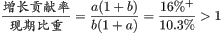 增长贡献率/现期比重 = a(1+b)/b(1+a) = 16%⁺/10.3% > 1